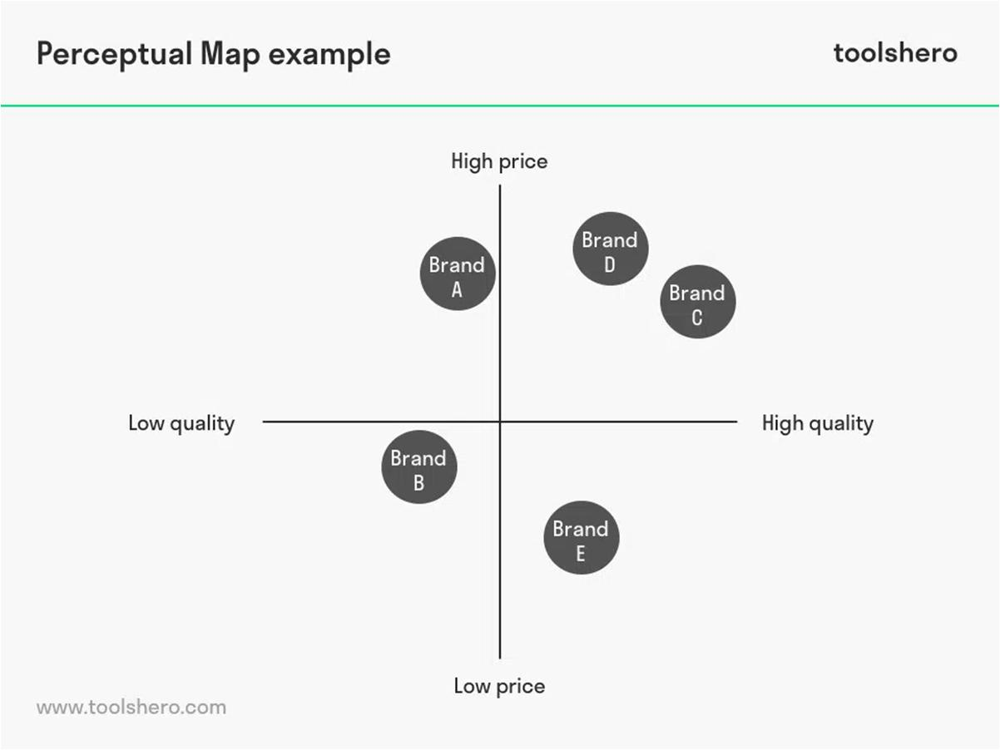 Perceptual Map example
toolshero
High price
Brand
D
Brand
A
Brand
C
Low quality
High quality
Brand
B
Brand
E
Low price
www.toolshero.com